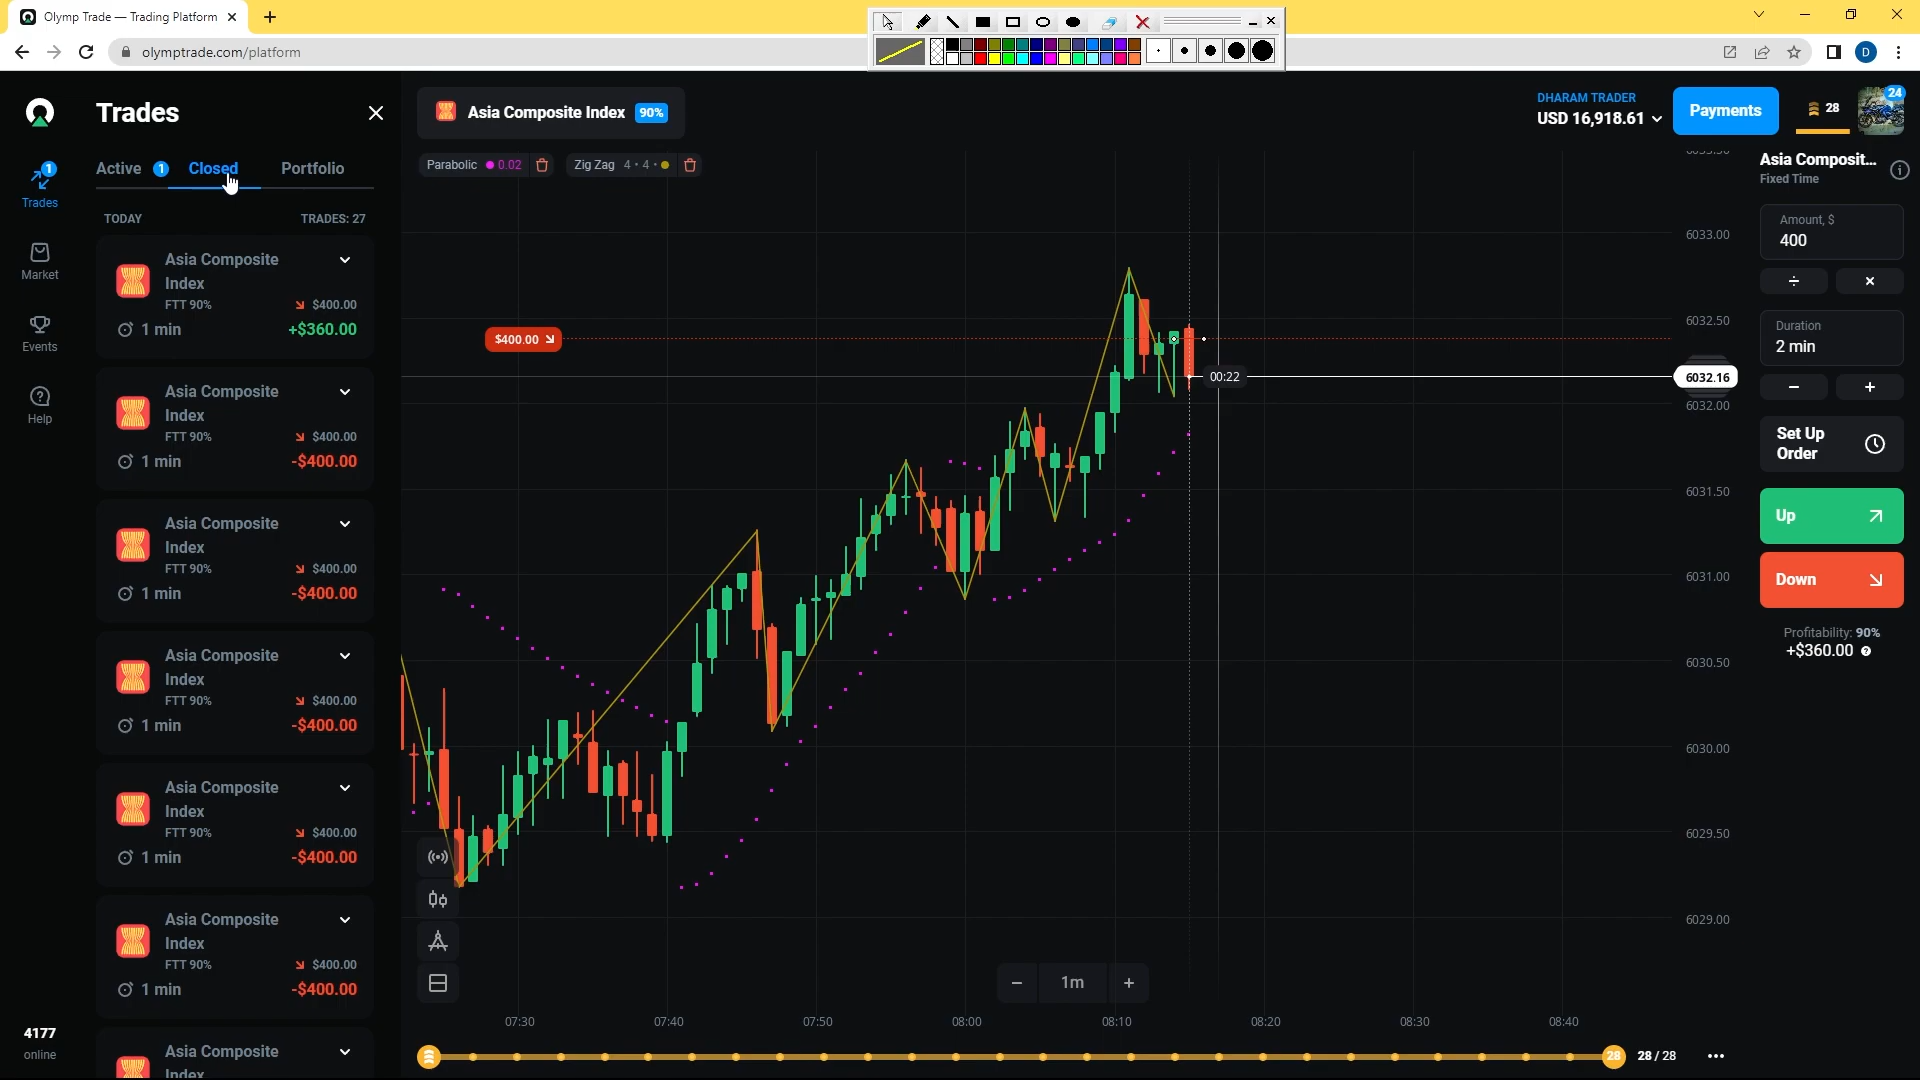 Olymp Trade — Trading Platform
olymptrade.com/platform
D
Trades
Active 1 Closed Portfolio
TODAY TRADES: 27
Asia Composite
Index
FTT 90% $400.00
1 min +$360.00
Asia Composite
Index
FTT 90% $400.00
1 min -$400.00
Asia Composite
Index
FTT 90% $400.00
1 min -$400.00
Asia Composite
Index
FTT 90% $400.00
1 min -$400.00
Asia Composite
Index
FTT 90% $400.00
1 min -$400.00
Asia Composite
Index
FTT 90% $400.00
1 min -$400.00
Asia Composite
Index
1
Trades
Market
Events
Help
4177
online
Asia Composite Index 90%
Parabolic 0.02 Zig Zag 4 • 4 •
$400.00
00:22
6033.00
6032.50
6032.16
6032.00
6031.50
6031.00
6030.50
6030.00
6029.50
6029.00
− 1m +
07:30 07:40 07:50 08:00 08:10 08:20 08:30 08:40
28 28 / 28
DHARAM TRADER
USD 16,918.61
Payments
28
24
Asia Composit...
Fixed Time
Amount, $
400
÷ ×
Duration
2 min
− +
Set Up
Order
Up
Down
Profitability: 90%
+$360.00